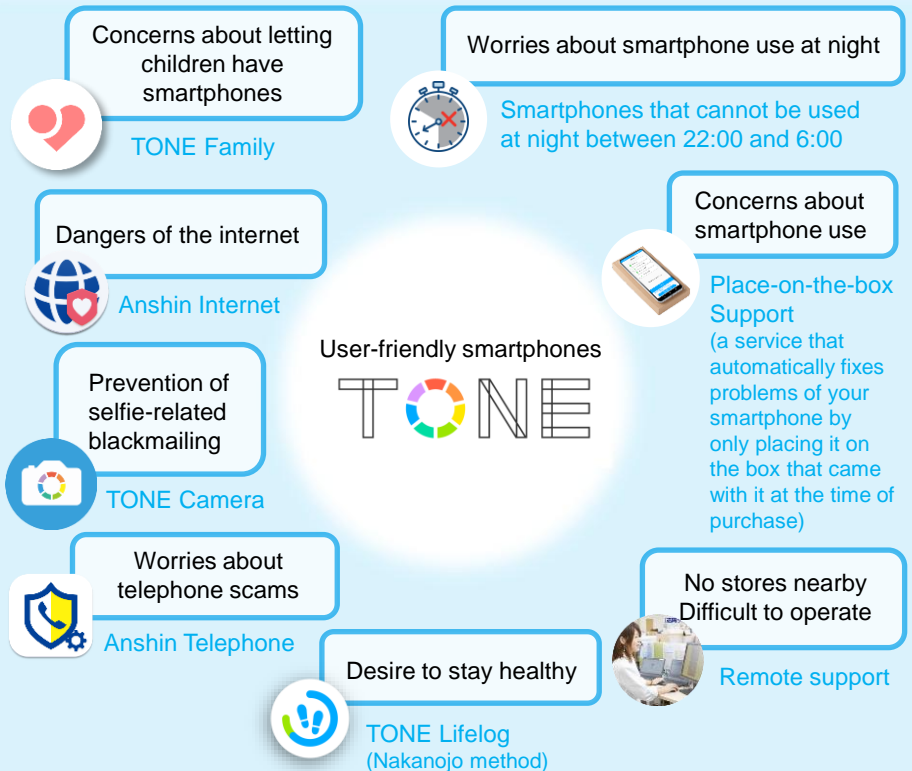 Concerns about letting
children have
smartphones
TONE Family
Worries about smartphone use at night
Smartphones that cannot be used
at night between 22:00 and 6:00
Dangers of the internet
Anshin Internet
Concerns about
smartphone use
Place-on-the-box
Support
(a service that
automatically fixes
problems of your
smartphone by
only placing it on
the box that came
with it at the time of
purchase)
User-friendly smartphones
TONE
Prevention of
selfie-related
blackmailing
TONE Camera
Worries about
telephone scams
Anshin Telephone
No stores nearby
Difficult to operate
Remote support
Desire to stay healthy
TONE Lifelog
(Nakanojo method)